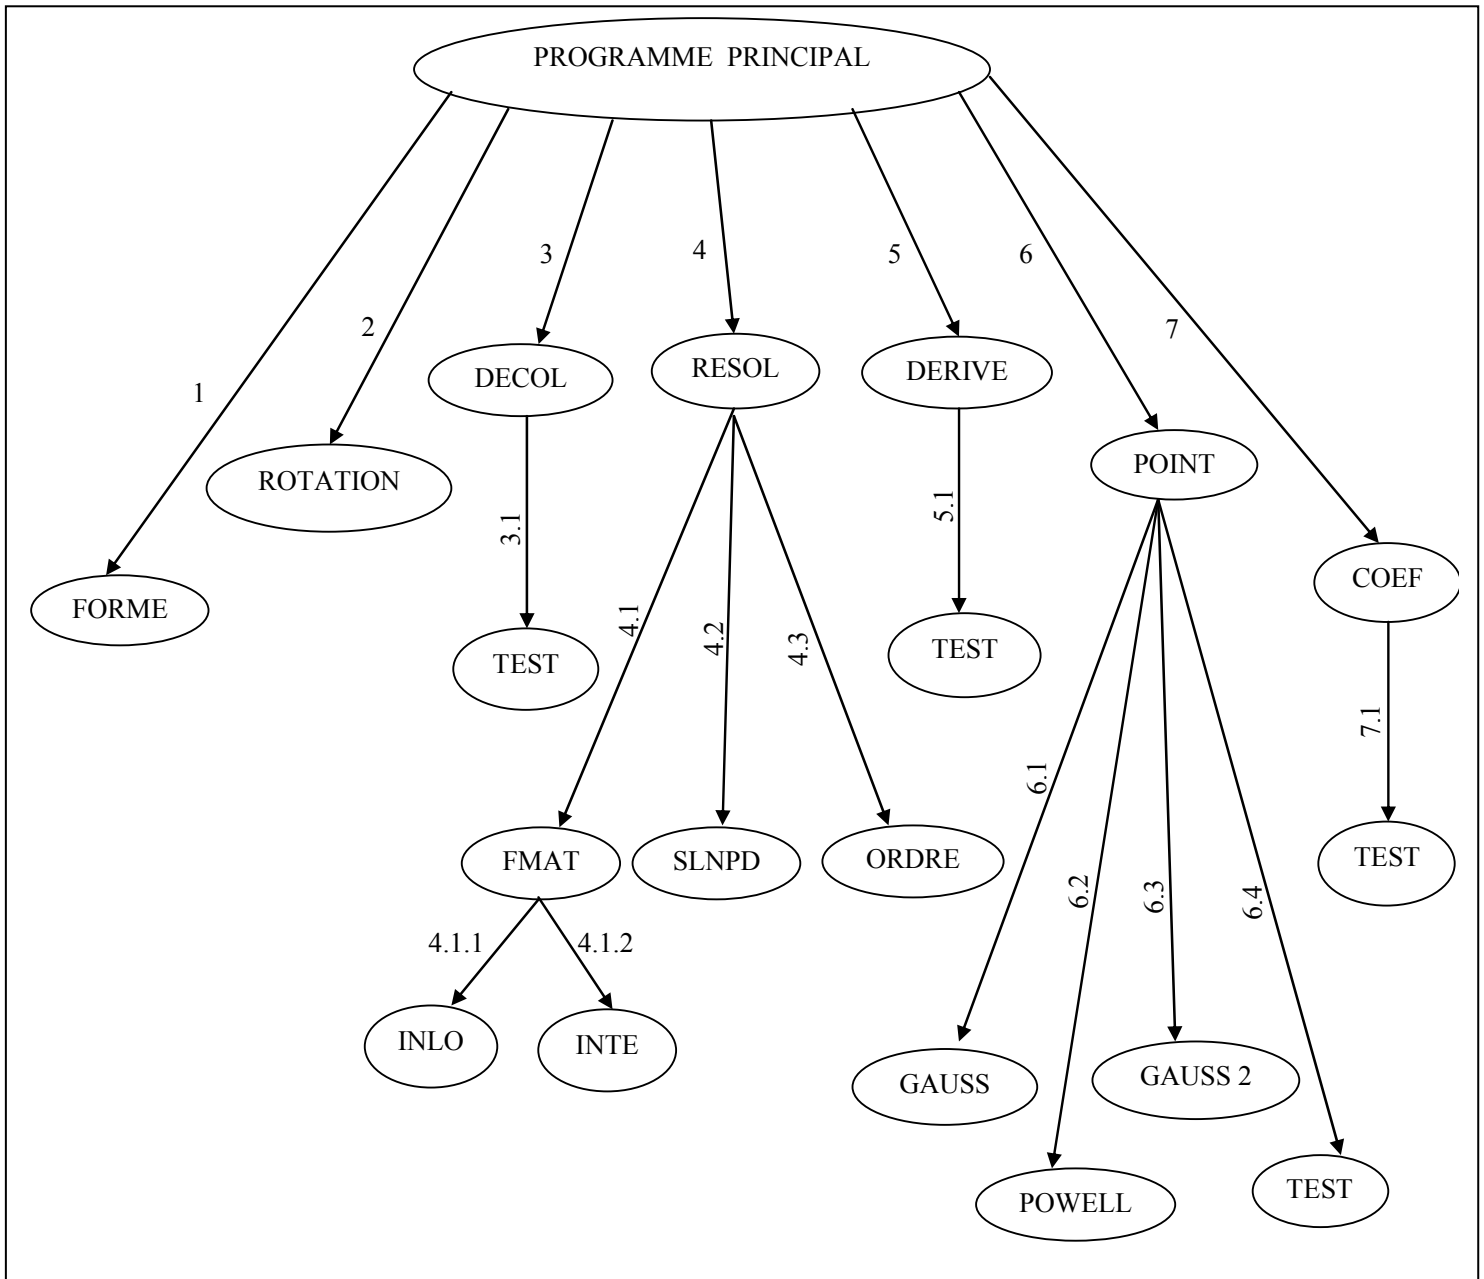 PROGRAMME PRINCIPAL
1
2
3
4
5
6
7
FORME
ROTATION
DECOL
RESOL
DERIVE
POINT
COEF
3.1
TEST
4.1
4.2
4.3
5.1
TEST
6.1
6.2
6.3
6.4
7.1
TEST
FMAT
SLNPD
ORDRE
4.1.1
4.1.2
INLO
INTE
GAUSS
GAUSS 2
POWELL
TEST